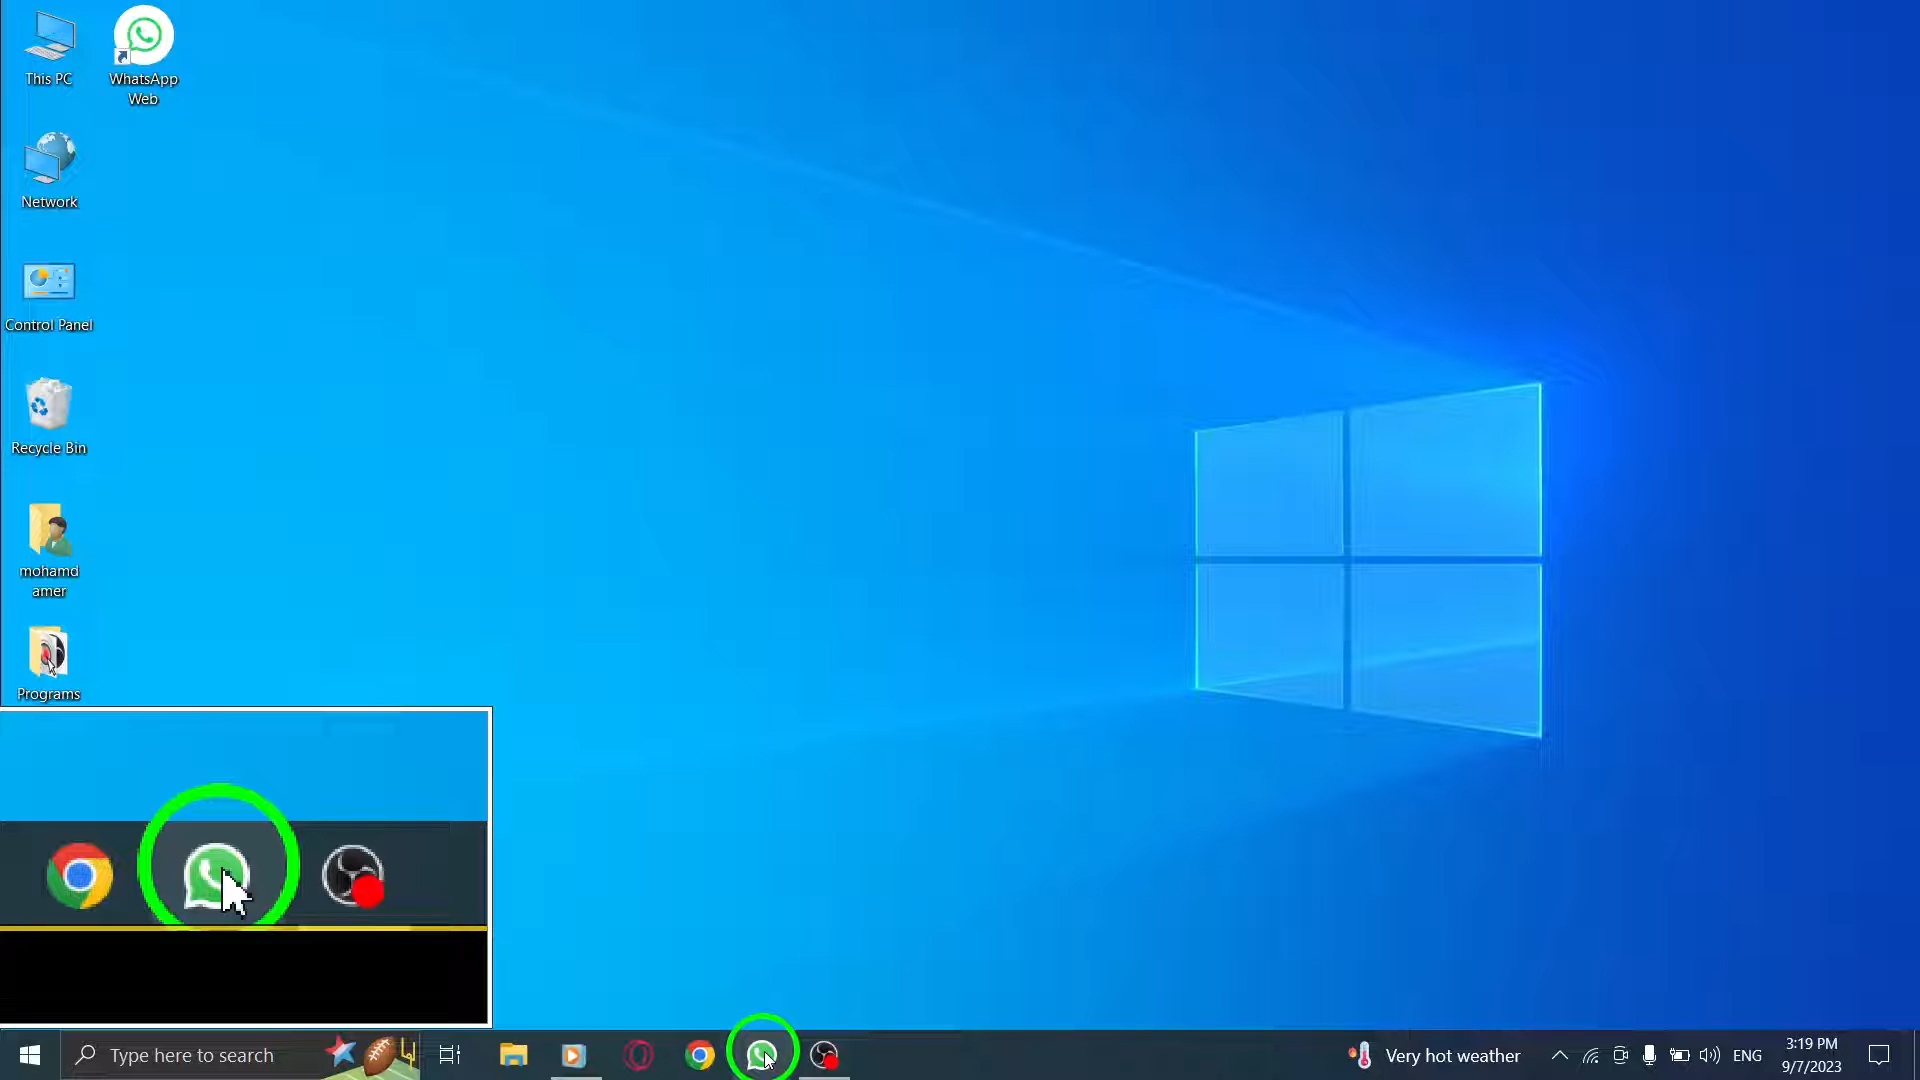 This PC
WhatsApp
Web
Network
Control Panel
Recycle Bin
mohamd
amer
Programs
Type here to search
Very hot weather
ENG
3:19 PM
9/7/2023